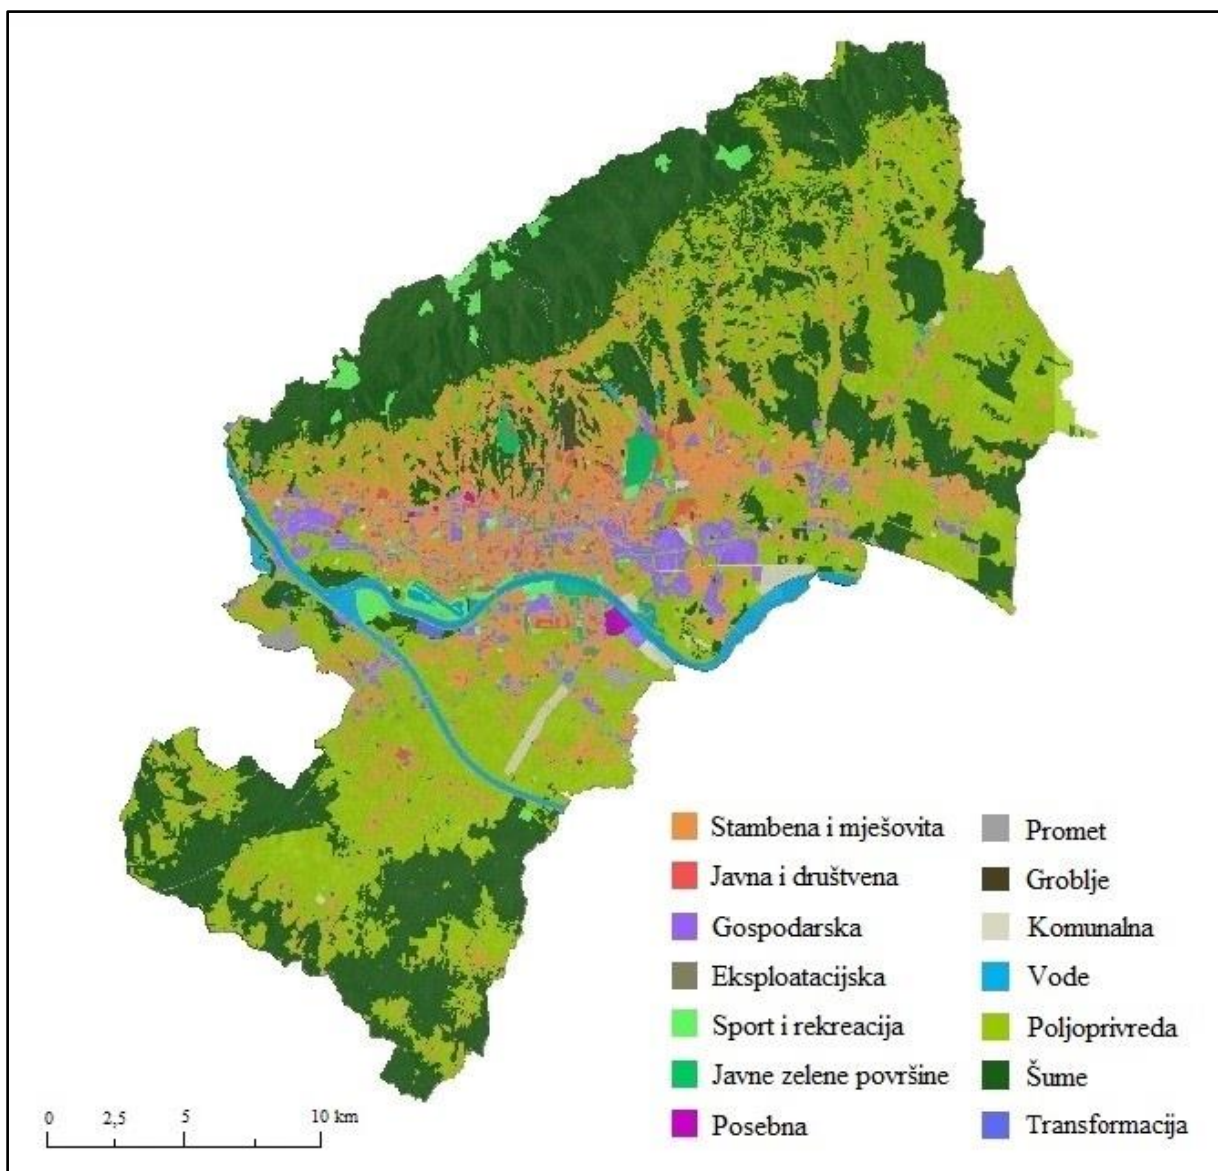 Stambena i mješovita
Javna i društvena
Gospodarska
Eksploatacijska
Sport i rekreacija
Javne zelene površine
Posebna
Promet
Groblje
Komunalna
Vode
Poljoprivreda
Šume
Transformacija
0 2,5 5 10 km